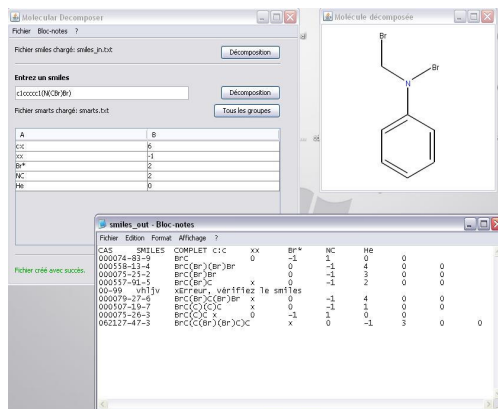 Molecular Decomposer
Fichier Bloc-notes ?
Fichier smiles chargé: smiles_in.txt
Décomposition
Entrez un smiles
c1ccccc1(N(CBr)Br)
Décomposition
Fichier smarts chargé: smarts.txt
Tous les groupes
A B
c:c 6
xx -1
Br* 2
NC 2
He 0
Fichier créé avec succès.
Molécule décomposée
Br
Br
N
smiles_out - Bloc-notes
Fichier Edition Format Affichage ?
CAS SMILES COMPLET c:c xx Br* NC He
000074-83-9 BrC 0 -1 1 0 0
000558-13-4 BrC(Br)(Br)Br 0 -1 4 0 0
000075-25-2 BrC(Br)Br 0 -1 3 0 0
000557-91-5 BrC(Br)C x 0 -1 2 0 0
00-99 vhljv xErreur, vérifiez le smiles
000079-27-6 BrC(Br)C(Br)Br x 0 -1 4 0 0
000507-19-7 BrC(C)(C)C x 0 -1 1 0 0
000075-26-3 BrC(C)C x 0 -1 1 0 0
062127-47-3 BrC(C(Br)(Br)C)C x 0 -1 3 0 0